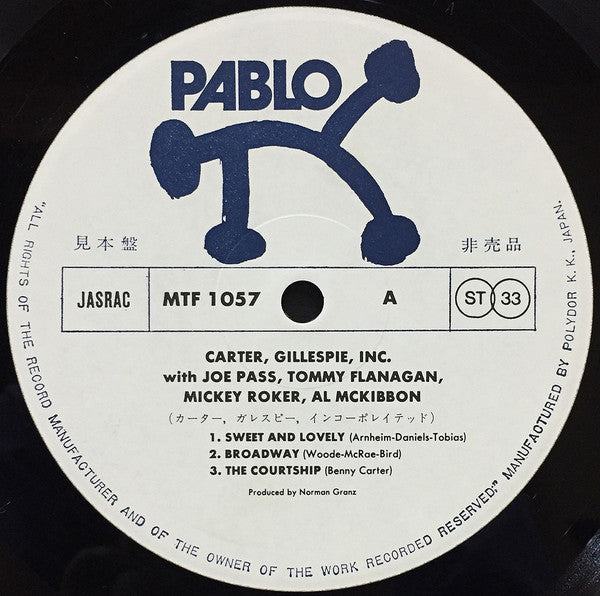 PABLO
見本盤
非売品
JASRAC
MTF 1057
A
ST 33
CARTER, GILLESPIE, INC.
with JOE PASS, TOMMY FLANAGAN,
MICKEY ROKER, AL MCKIBBON
(カーター, ガレスピー, インコーポレイテッド)
1. SWEET AND LOVELY (Arnheim-Daniels-Tobias)
2. BROADWAY (Woode-McRae-Bird)
3. THE COURTSHIP (Benny Carter)
Produced by Norman Granz
"ALL RIGHTS OF THE RECORD MANUFACTURER AND OF THE OWNER OF THE WORK RECORDED RESERVED." MANUFACTURED BY POLYDOR K. K., JAPAN.